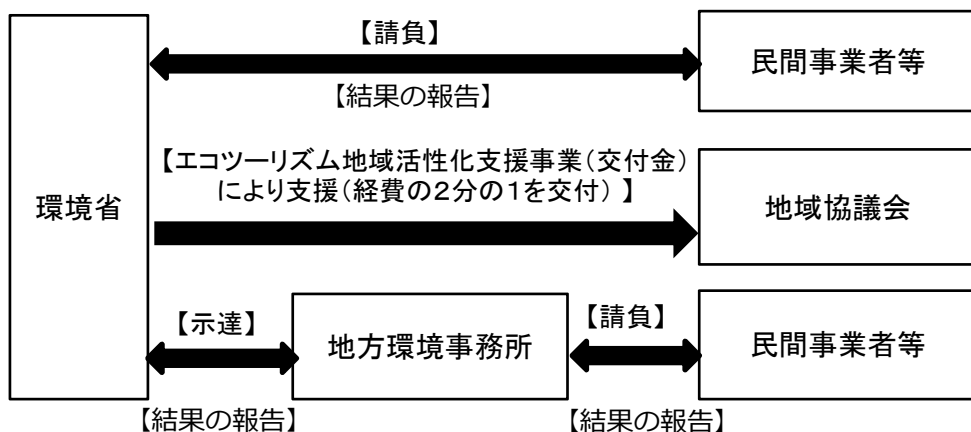 【請負】
民間事業者等
【結果の報告】
【エコツーリズム地域活性化支援事業（交付金）
により支援（経費の２分の１を交付）】
環境省
地域協議会
【示達】
地方環境事務所
【請負】
民間事業者等
【結果の報告】
【結果の報告】